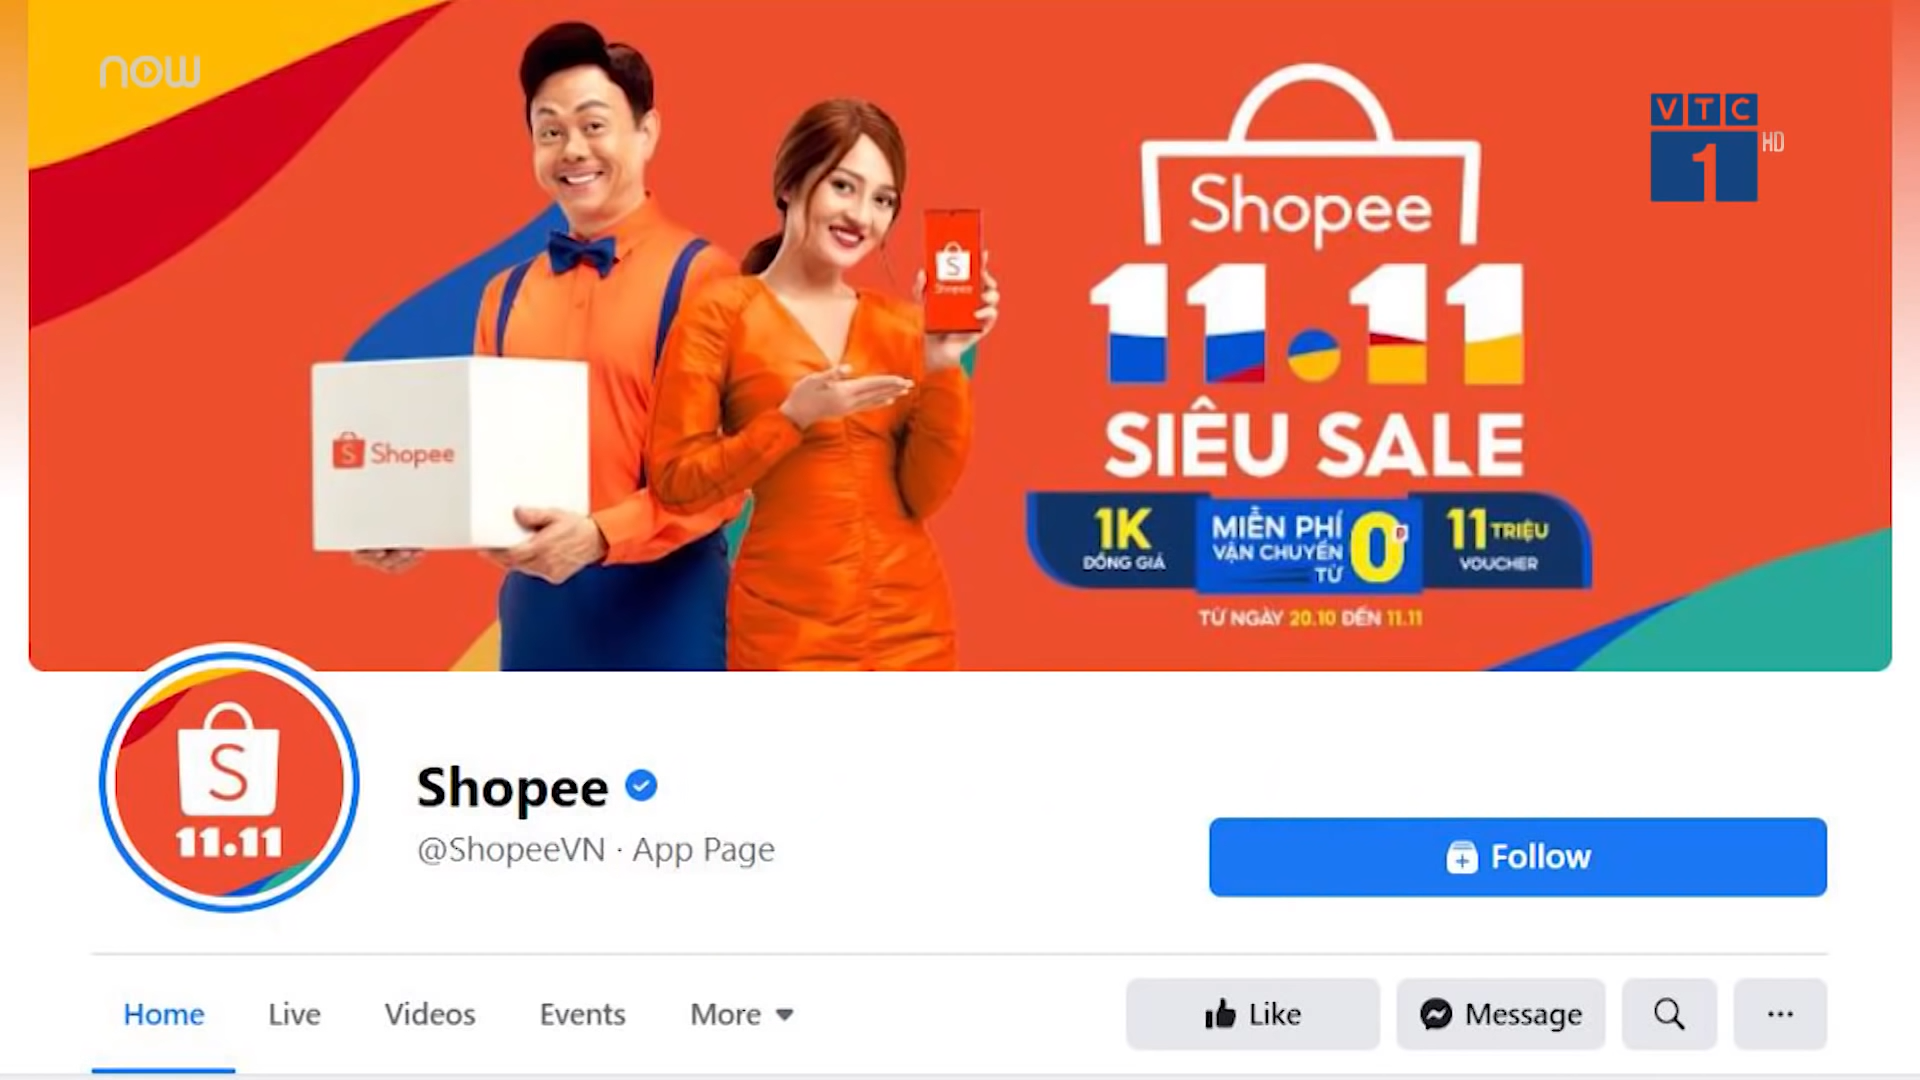 now
VTC
1
HD
Shopee
11.11
SIÊU SALE
1K
ĐỒNG GIÁ
MIỄN PHÍ
VẬN CHUYỂN
TỪ
0Đ
11 TRIỆU
VOUCHER
TỪ NGÀY 20.10 ĐẾN 11.11
S
Shopee
S Shopee
S
11.11
Shopee
@ShopeeVN · App Page
Follow
Home
Live
Videos
Events
More
Like
Message